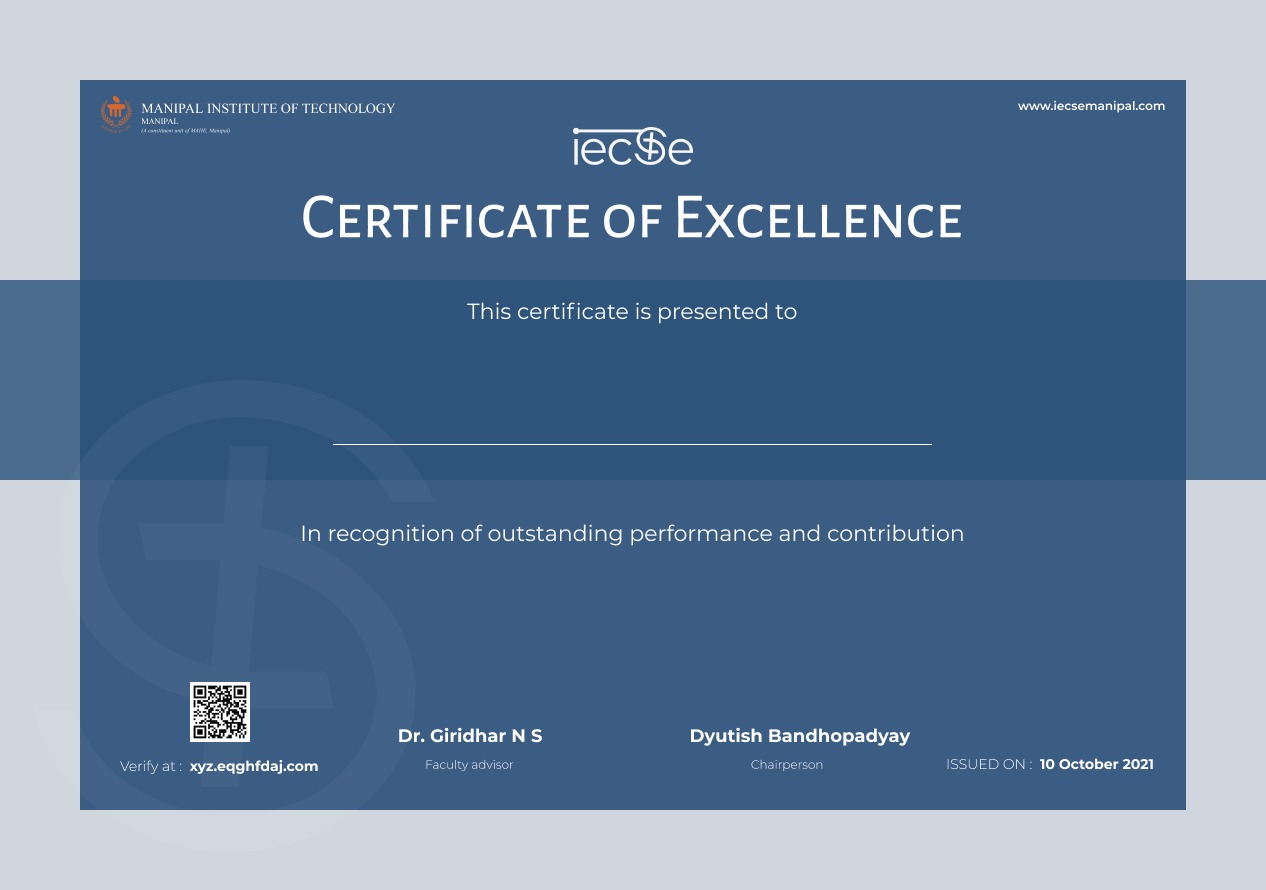 MANIPAL INSTITUTE OF TECHNOLOGY
MANIPAL
(A constituent unit of MAHE, Manipal)
www.iecsemanipal.com
iecse
CERTIFICATE OF EXCELLENCE
This certificate is presented to
In recognition of outstanding performance and contribution
Dr. Giridhar N S
Faculty advisor
Dyutish Bandhopadyay
Chairperson
Verify at : xyz.eqghfdaj.com
ISSUED ON : 10 October 2021